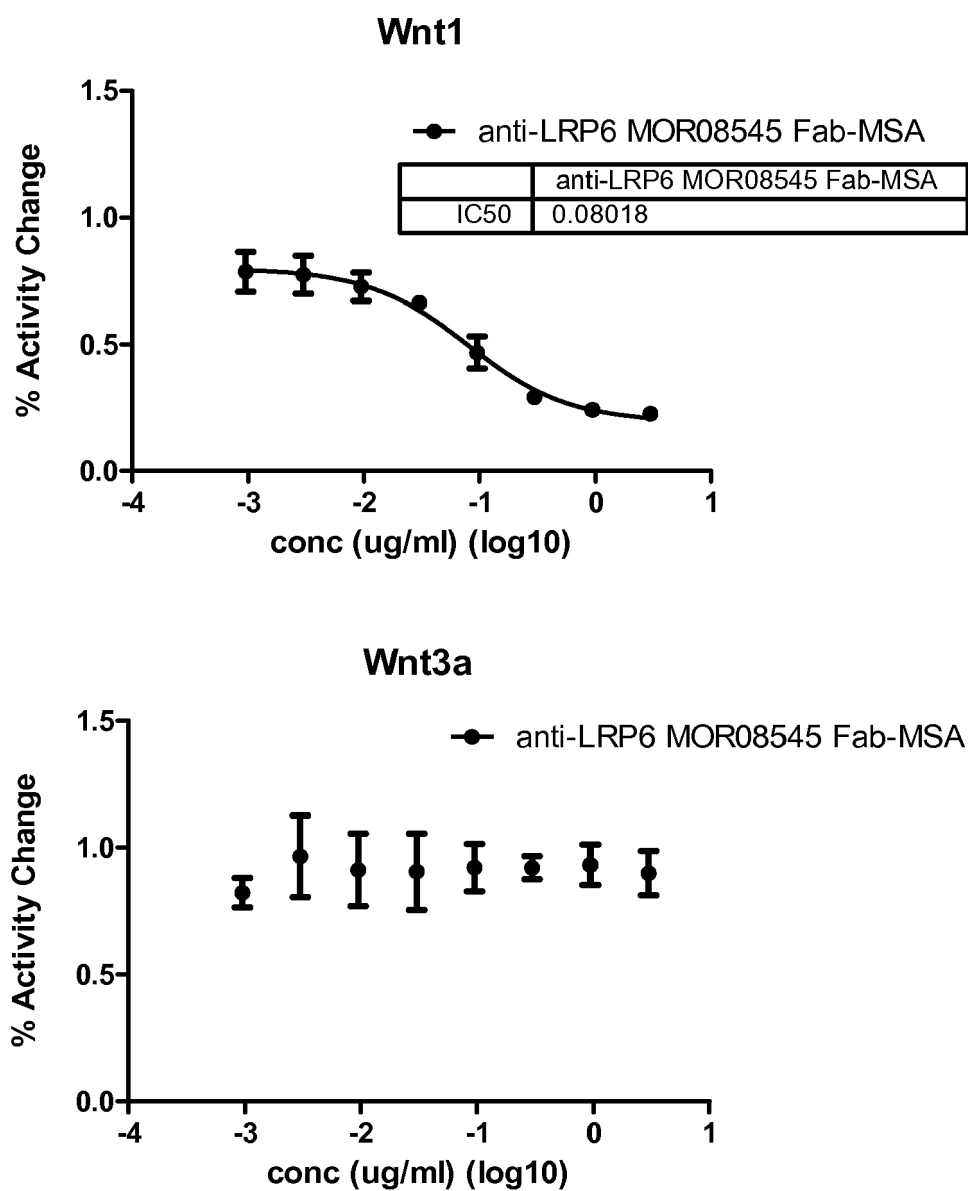 Wnt1
1.5
anti-LRP6 MOR08545 Fab-MSA
anti-LRP6 MOR08545 Fab-MSA
IC50 0.08018
1.0
% Activity Change
0.5
0.0
-4 -3 -2 -1 0 1
conc (ug/ml) (log10)
Wnt3a
1.5
anti-LRP6 MOR08545 Fab-MSA
1.0
% Activity Change
0.5
0.0
-4 -3 -2 -1 0 1
conc (ug/ml) (log10)